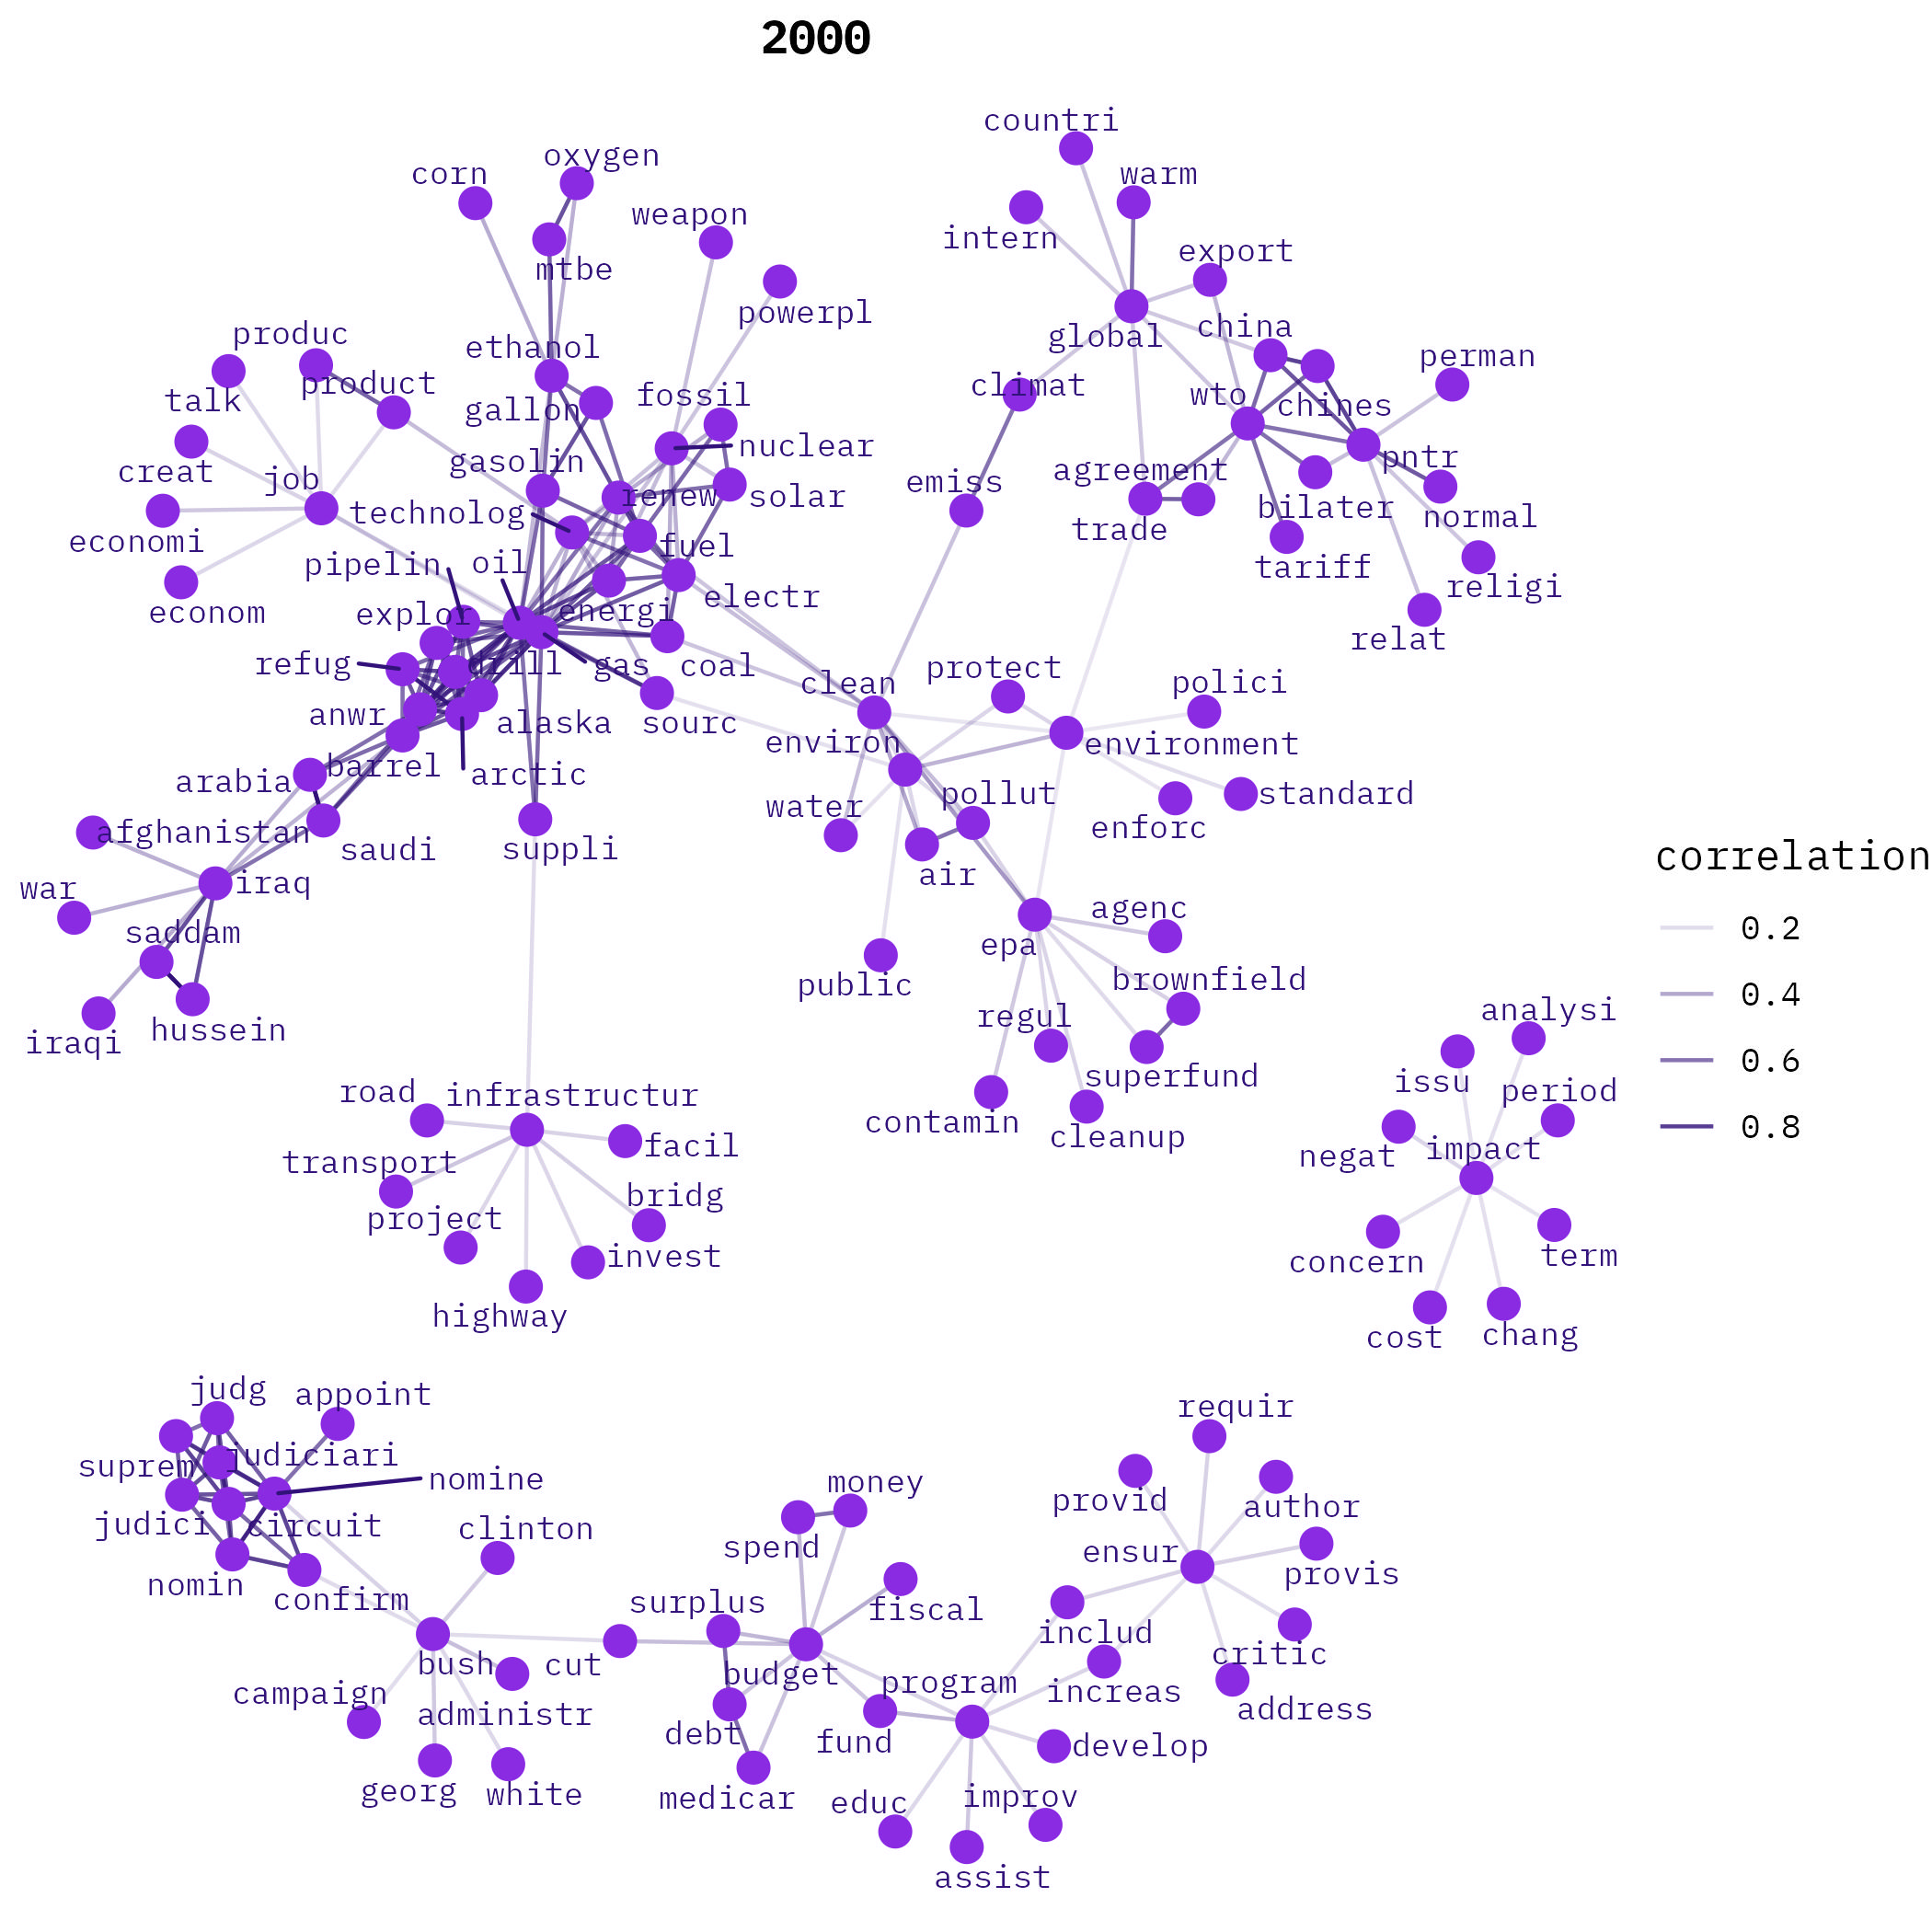 2000
countri
oxygen
corn
warm
weapon
intern
export
mtbe
powerpl
produc
china
global
ethanol
perman
product
climat
talk
fossil
wto
chines
gallon
nuclear
pntr
gasolin
creat
agreement
job
emiss
renew
solar
bilater
technolog
normal
trade
economi
fuel
pipelin
oil
tariff
religi
electr
econom
explor
energi
relat
refug
drill
gas
coal
protect
clean
polici
anwr
alaska
sourc
environ
environment
barrel
arctic
arabia
pollut
standard
water
afghanistan
enforc
saudi
suppli
correlation
air
iraq
war
agenc
0.2
saddam
epa
brownfield
public
0.4
analysi
regul
hussein
iraqi
0.6
superfund
issu
period
road
infrastructur
contamin
0.8
cleanup
facil
impact
negat
transport
bridg
project
invest
term
concern
highway
cost
chang
judg
appoint
requir
judiciari
suprem
nomine
money
provid
author
judici
circuit
clinton
spend
ensur
provis
nomin
confirm
surplus
fiscal
includ
critic
bush
cut
budget
program
campaign
increas
administr
address
debt
fund
develop
georg
white
medicar
educ
improv
assist